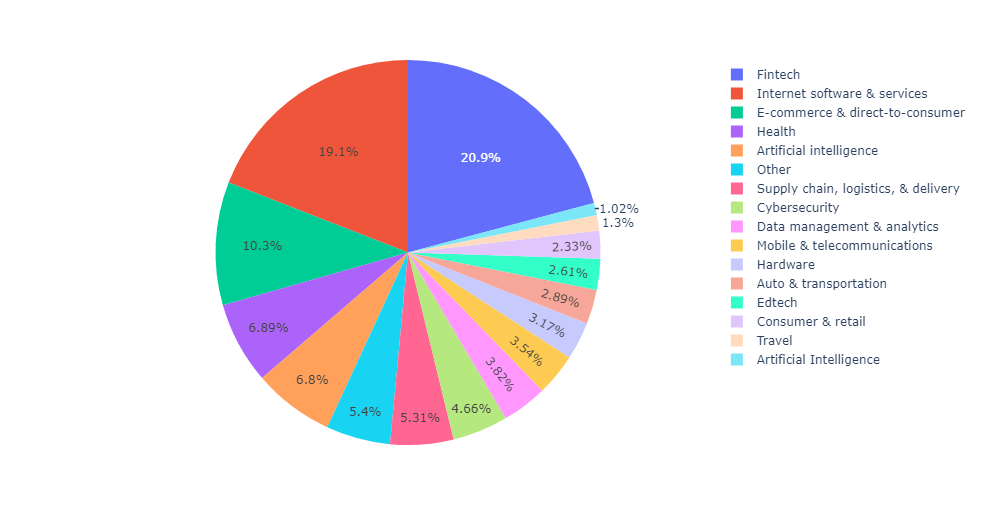 20.9%
19.1%
10.3%
6.89%
6.8%
5.4%
5.31%
4.66%
3.82%
3.54%
3.17%
2.89%
2.61%
2.33%
1.3%
1.02%
Fintech
Internet software & services
E-commerce & direct-to-consumer
Health
Artificial intelligence
Other
Supply chain, logistics, & delivery
Cybersecurity
Data management & analytics
Mobile & telecommunications
Hardware
Auto & transportation
Edtech
Consumer & retail
Travel
Artificial Intelligence